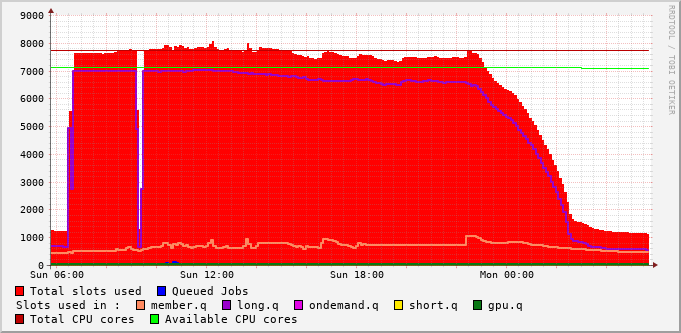 9000
8000
7000
6000
5000
4000
3000
2000
1000
0
Sun 06:00 Sun 12:00 Sun 18:00 Mon 00:00
Total slots used Queued Jobs
Slots used in : member.q long.q ondemand.q short.q gpu.q
Total CPU cores Available CPU cores
RRDTOOL / TOBI OETIKER